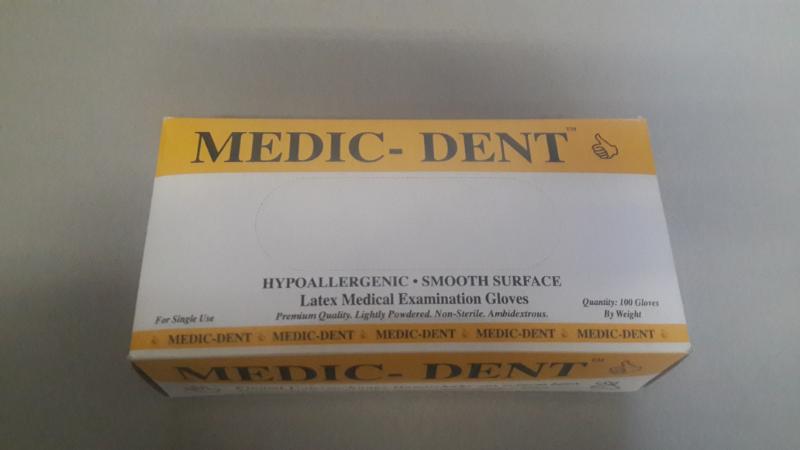 MEDIC- DENT™
HYPOALLERGENIC • SMOOTH SURFACE
Latex Medical Examination Gloves
Premium Quality. Lightly Powdered. Non-Sterile. Ambidextrous.
For Single Use
Quantity: 100 Gloves
By Weight
MEDIC-DENT MEDIC-DENT MEDIC-DENT MEDIC-DENT MEDIC-DENT
MEDIC- DENT™